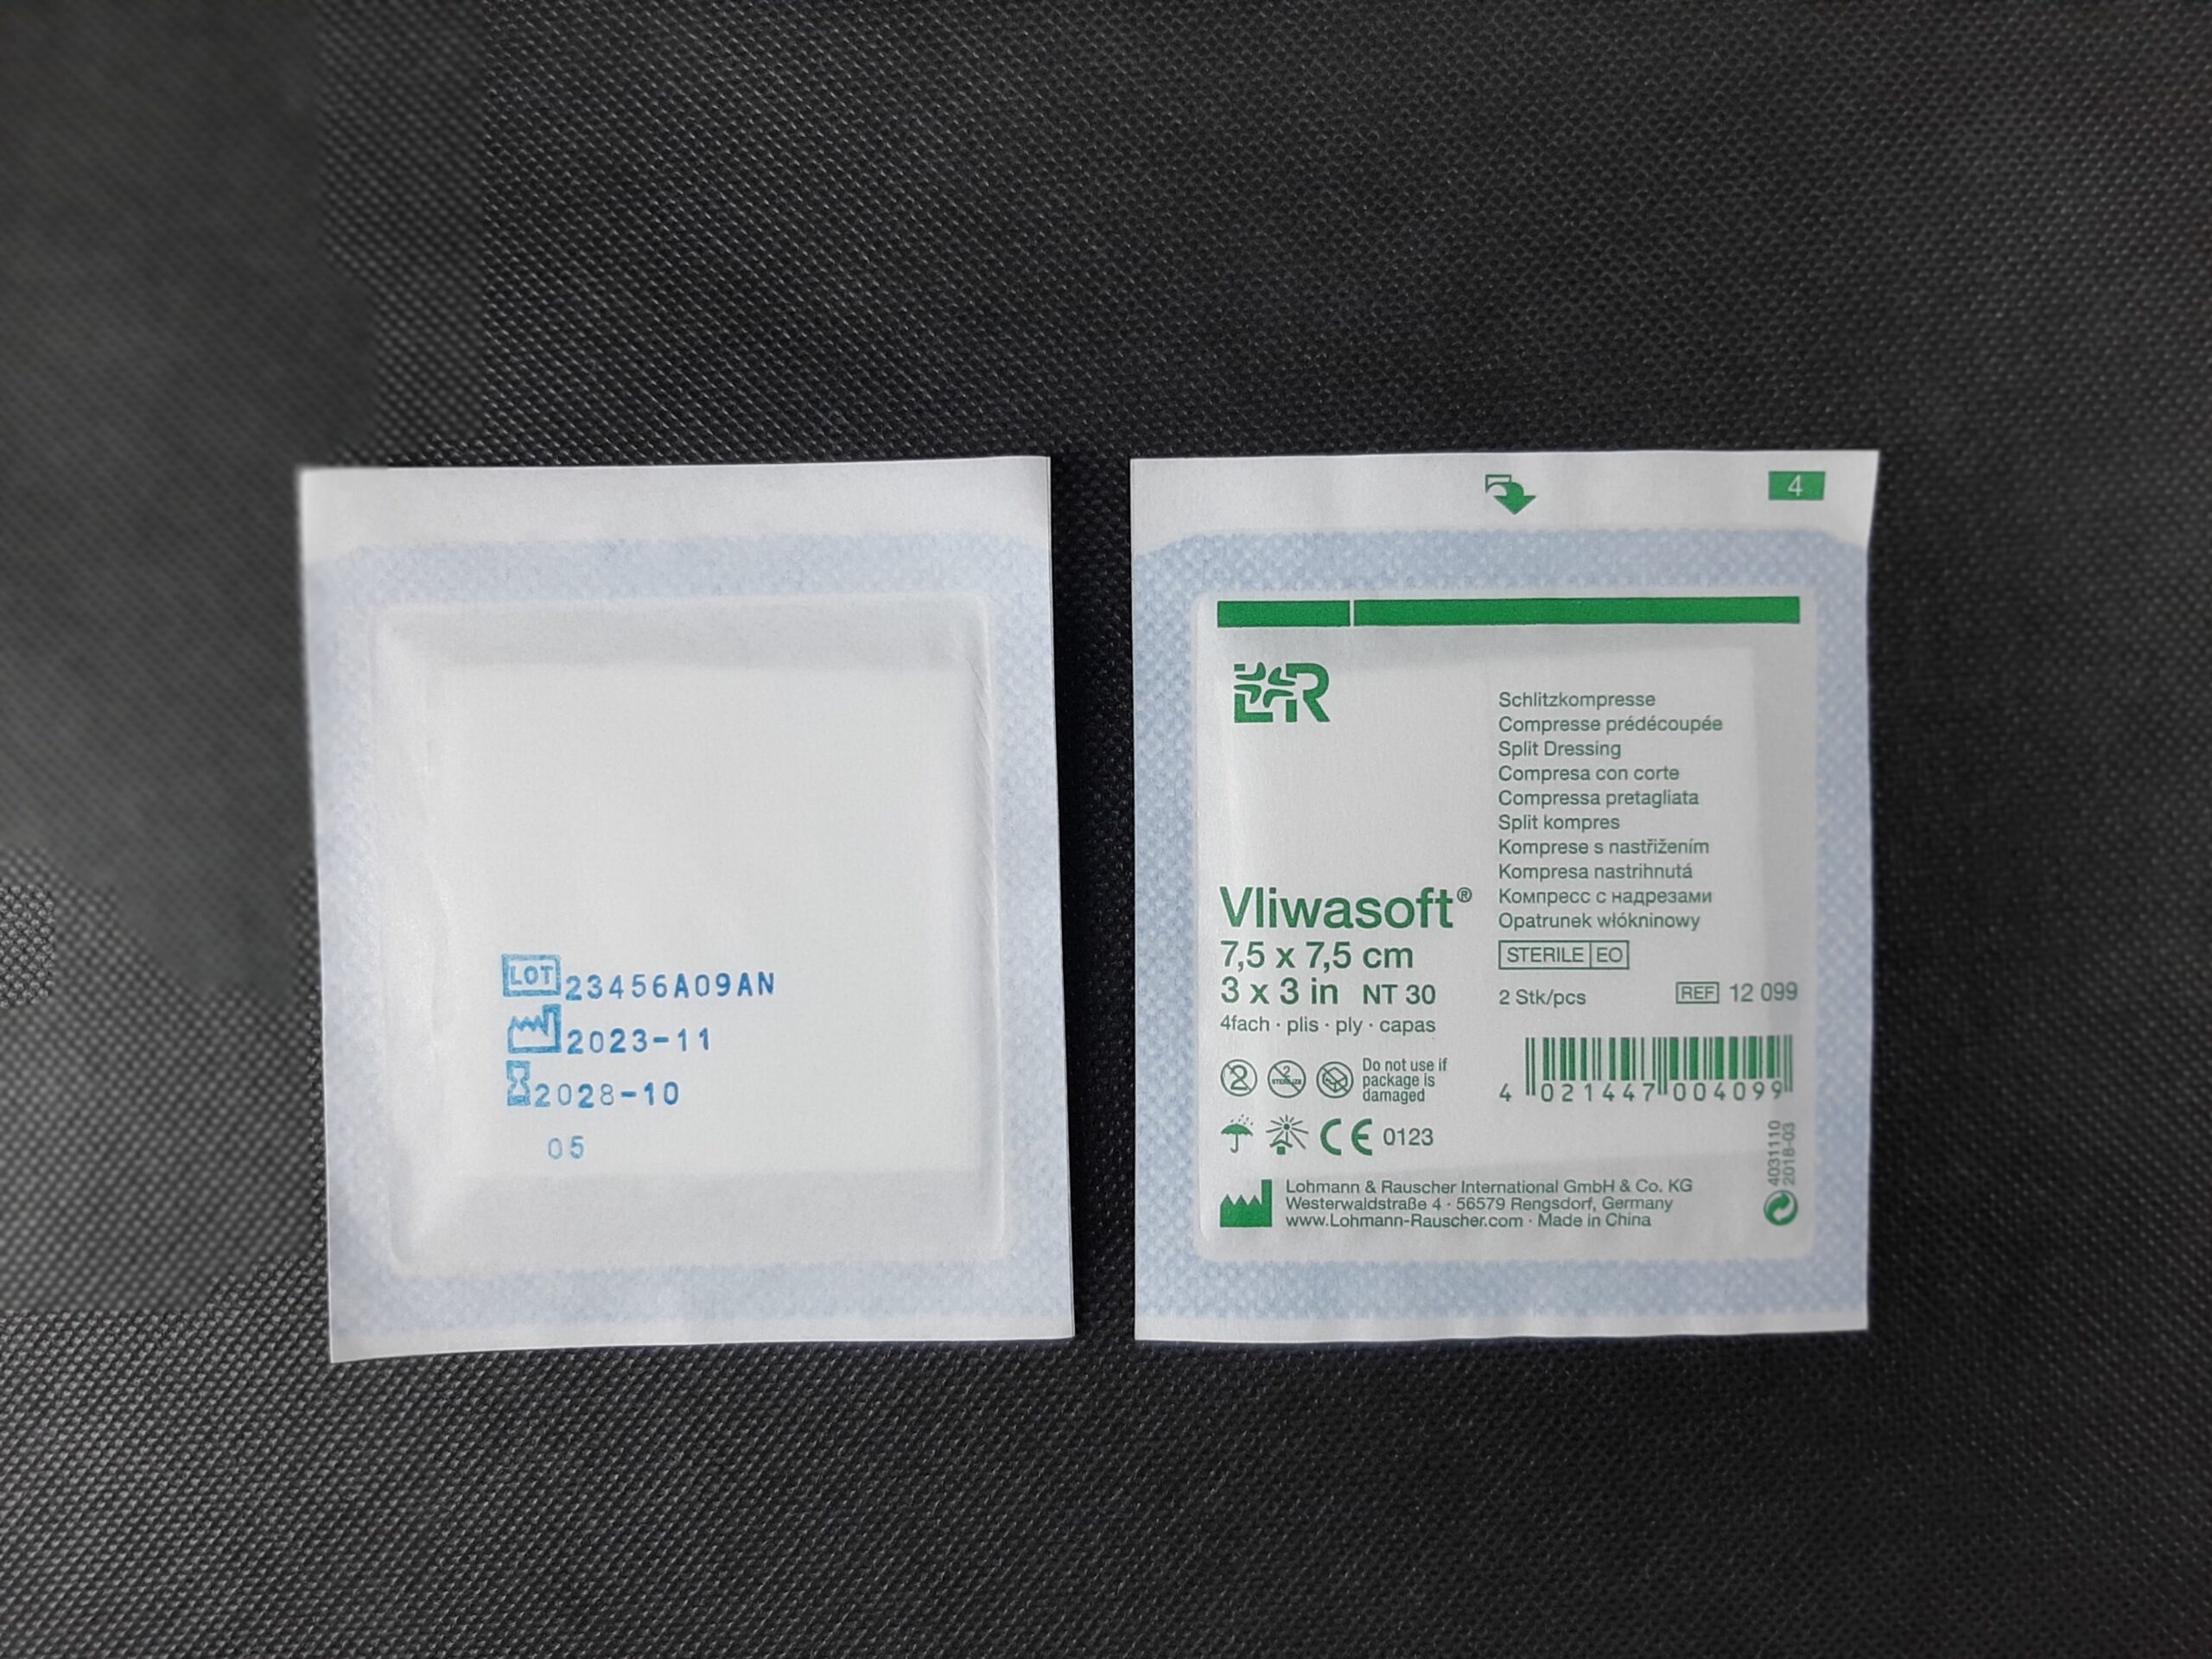 LOT 23456A09AN
2023-11
2028-10
05
4
L&R
Schlitzkompresse
Compresse prédécoupée
Split Dressing
Compresa con corte
Compressa pretagliata
Split kompres
Komprese s nastřižením
Kompresa nastrihnutá
Компресс с надрезами
Opatrunek włókninowy
Vliwasoft®
7,5 x 7,5 cm
3 x 3 in NT 30
4fach · plis · ply · capas
STERILE EO
2 Stk/pcs
REF 12 099
2
2 STERILIZE
Do not use if
package is
damaged
4 021447 004099
CE 0123
4031110
2018-03
Lohmann & Rauscher International GmbH & Co. KG
Westerwaldstraße 4 · 56579 Rengsdorf, Germany
www.Lohmann-Rauscher.com · Made in China